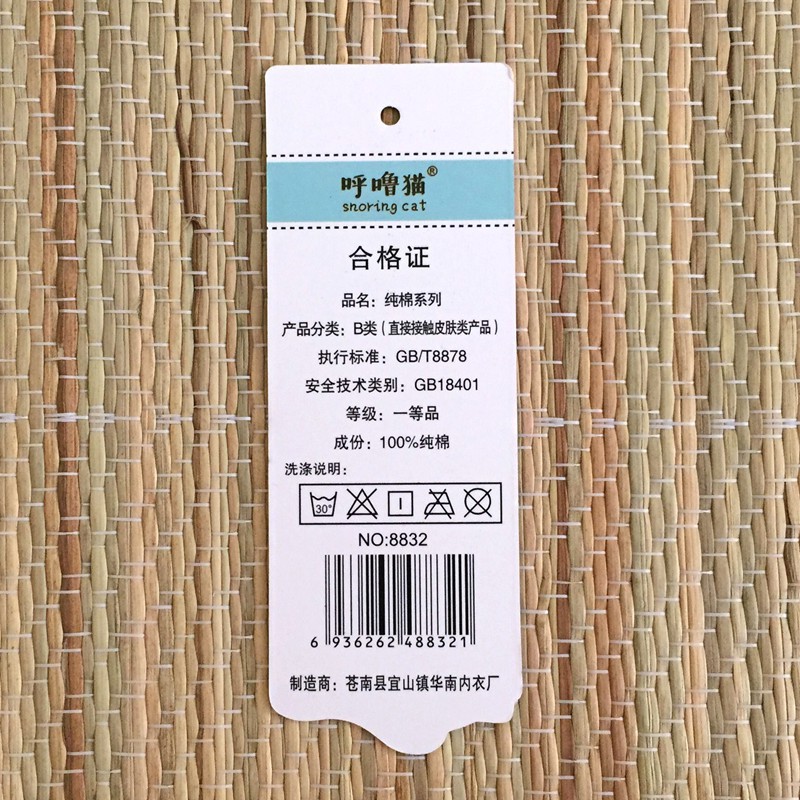 呼噜猫®
snoring cat
合格证
品名：纯棉系列
产品分类：B类（直接接触皮肤类产品）
执行标准：GB/T8878
安全技术类别：GB18401
等级：一等品
成份：100%纯棉
洗涤说明：
30°
NO:8832
6 936262 488321
制造商：苍南县宜山镇华南内衣厂